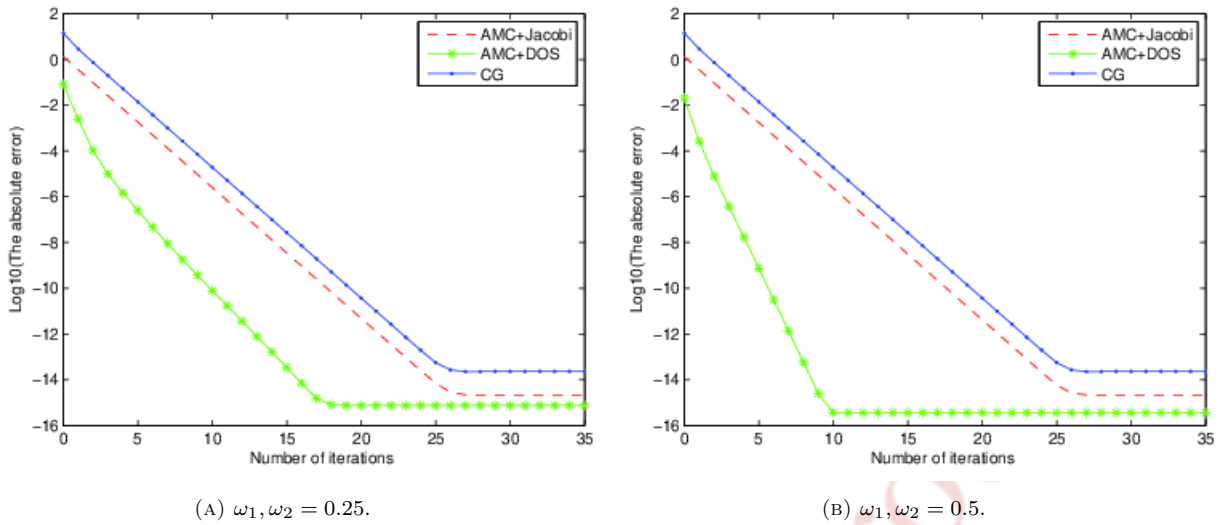 2
0
−2
−4
−6
−8
−10
−12
−14
−16
0 5 10 15 20 25 30 35
Log10(The absolute error)
Number of iterations
AMC+Jacobi
AMC+DOS
CG
(A) ω₁, ω₂ = 0.25.
2
0
−2
−4
−6
−8
−10
−12
−14
−16
0 5 10 15 20 25 30 35
Log10(The absolute error)
Number of iterations
AMC+Jacobi
AMC+DOS
CG
(B) ω₁, ω₂ = 0.5.